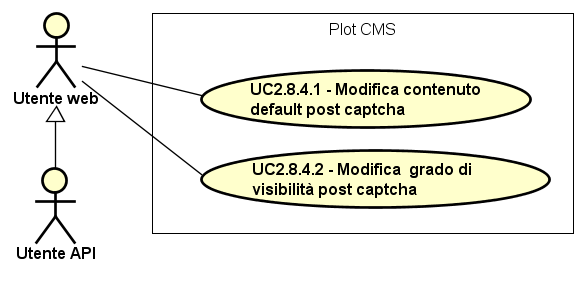 Plot CMS
Utente web
UC2.8.4.1 - Modifica contenuto
default post captcha
UC2.8.4.2 - Modifica  grado di
visibilità post captcha
Utente API